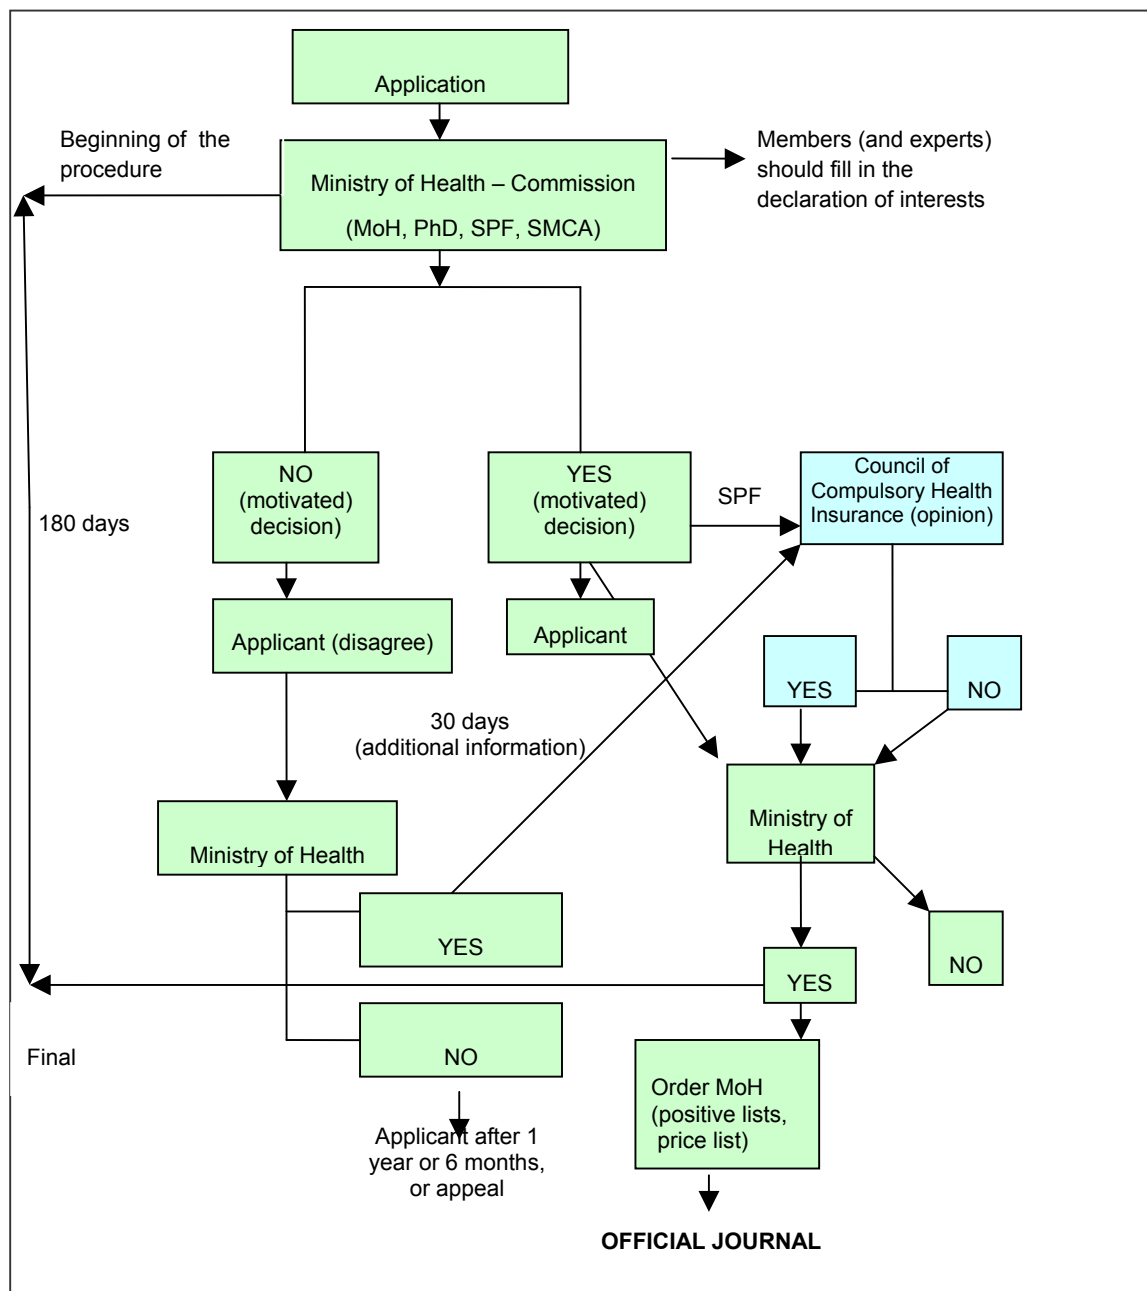 Application
Beginning of the
procedure
Members (and experts)
should fill in the
declaration of interests
Ministry of Health – Commission
(MoH, PhD, SPF, SMCA)
180 days
NO
(motivated)
decision)
YES
(motivated)
decision)
SPF
Council of
Compulsory Health
Insurance (opinion)
Applicant (disagree)
Applicant
YES
NO
30 days
(additional information)
Ministry of Health
Ministry of
Health
YES
NO
YES
Final
NO
Order MoH
(positive lists,
price list)
Applicant after 1
year or 6 months,
or appeal
OFFICIAL JOURNAL